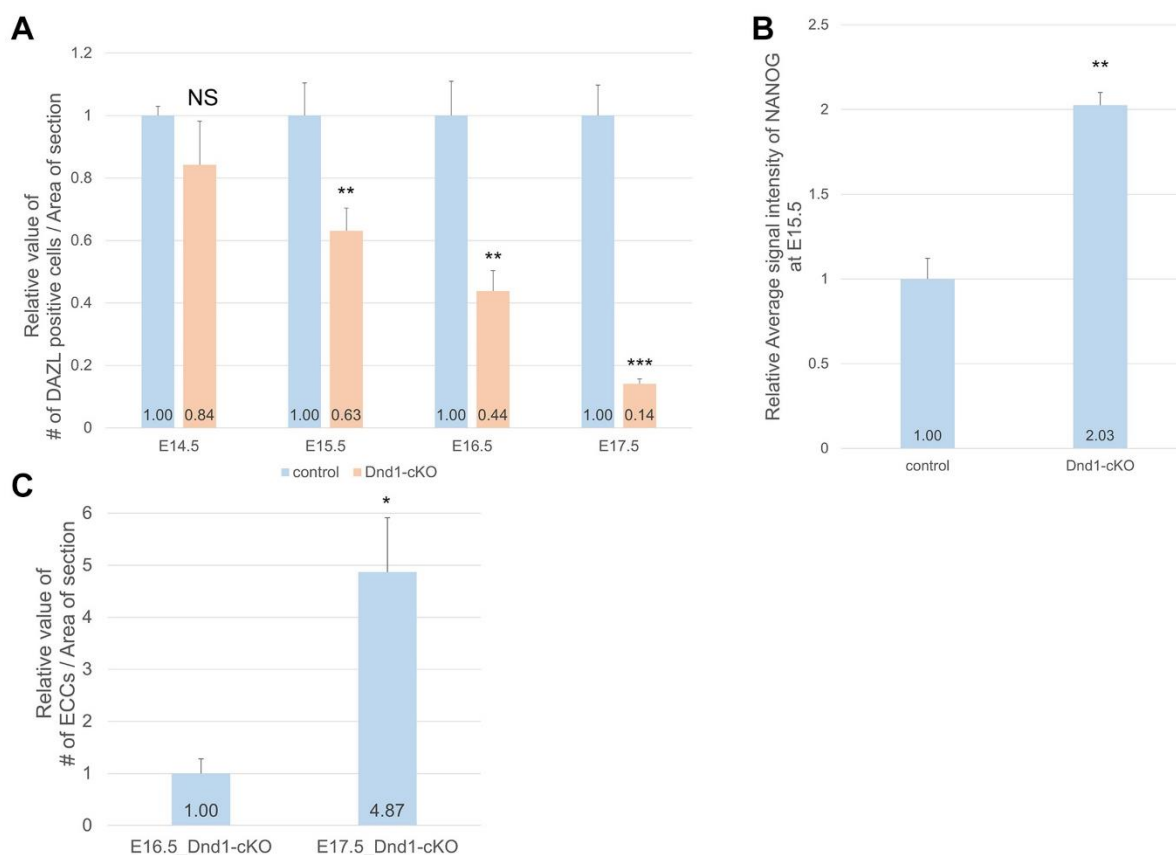 A
Relative value of
# of DAZL positive cells / Area of section
1.2
1
0.8
0.6
0.4
0.2
0
NS
**
**
***
1.00 0.84 1.00 0.63 1.00 0.44 1.00 0.14
E14.5 E15.5 E16.5 E17.5
control Dnd1-cKO
B
Relative Average signal intensity of NANOG
at E15.5
2.5
2
1.5
1
0.5
0
**
1.00 2.03
control Dnd1-cKO
C
Relative value of
# of ECCs / Area of section
6
5
4
3
2
1
0
*
1.00 4.87
E16.5 Dnd1-cKO E17.5 Dnd1-cKO